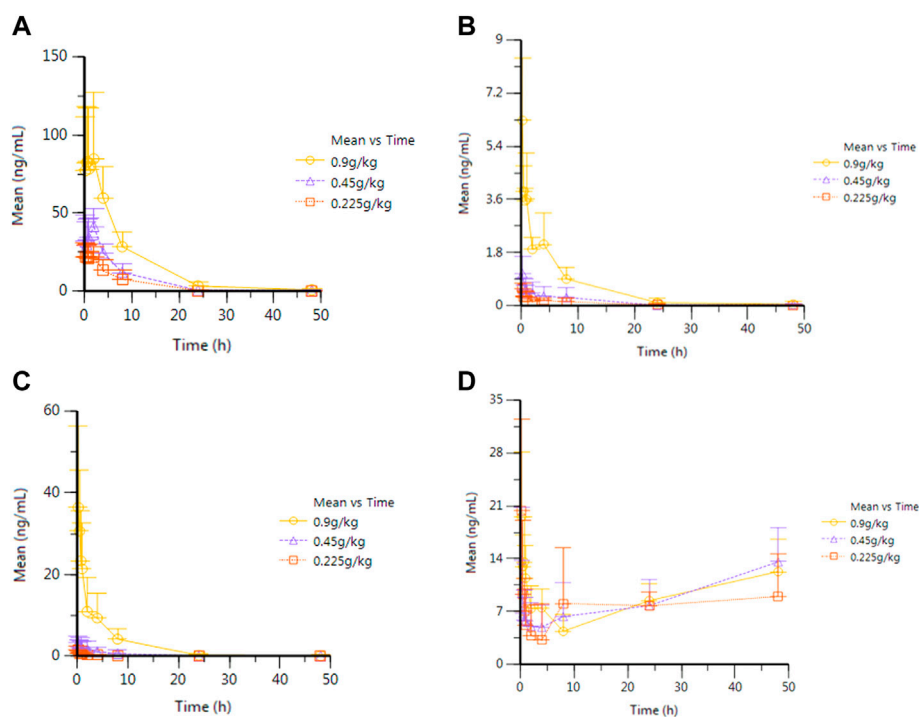 A
150
100
50
0
Mean (ng/mL)
0 10 20 30 40 50
Time (h)
Mean vs Time
0.9g/kg
0.45g/kg
0.225g/kg
B
9
7.2
5.4
3.6
1.8
0
Mean (ng/mL)
0 10 20 30 40 50
Time (h)
Mean vs Time
0.9g/kg
0.45g/kg
0.225g/kg
C
60
40
20
0
Mean (ng/mL)
0 10 20 30 40 50
Time (h)
Mean vs Time
0.9g/kg
0.45g/kg
0.225g/kg
D
35
28
21
14
7
0
Mean (ng/mL)
0 10 20 30 40 50
Time (h)
Mean vs Time
0.9g/kg
0.45g/kg
0.225g/kg